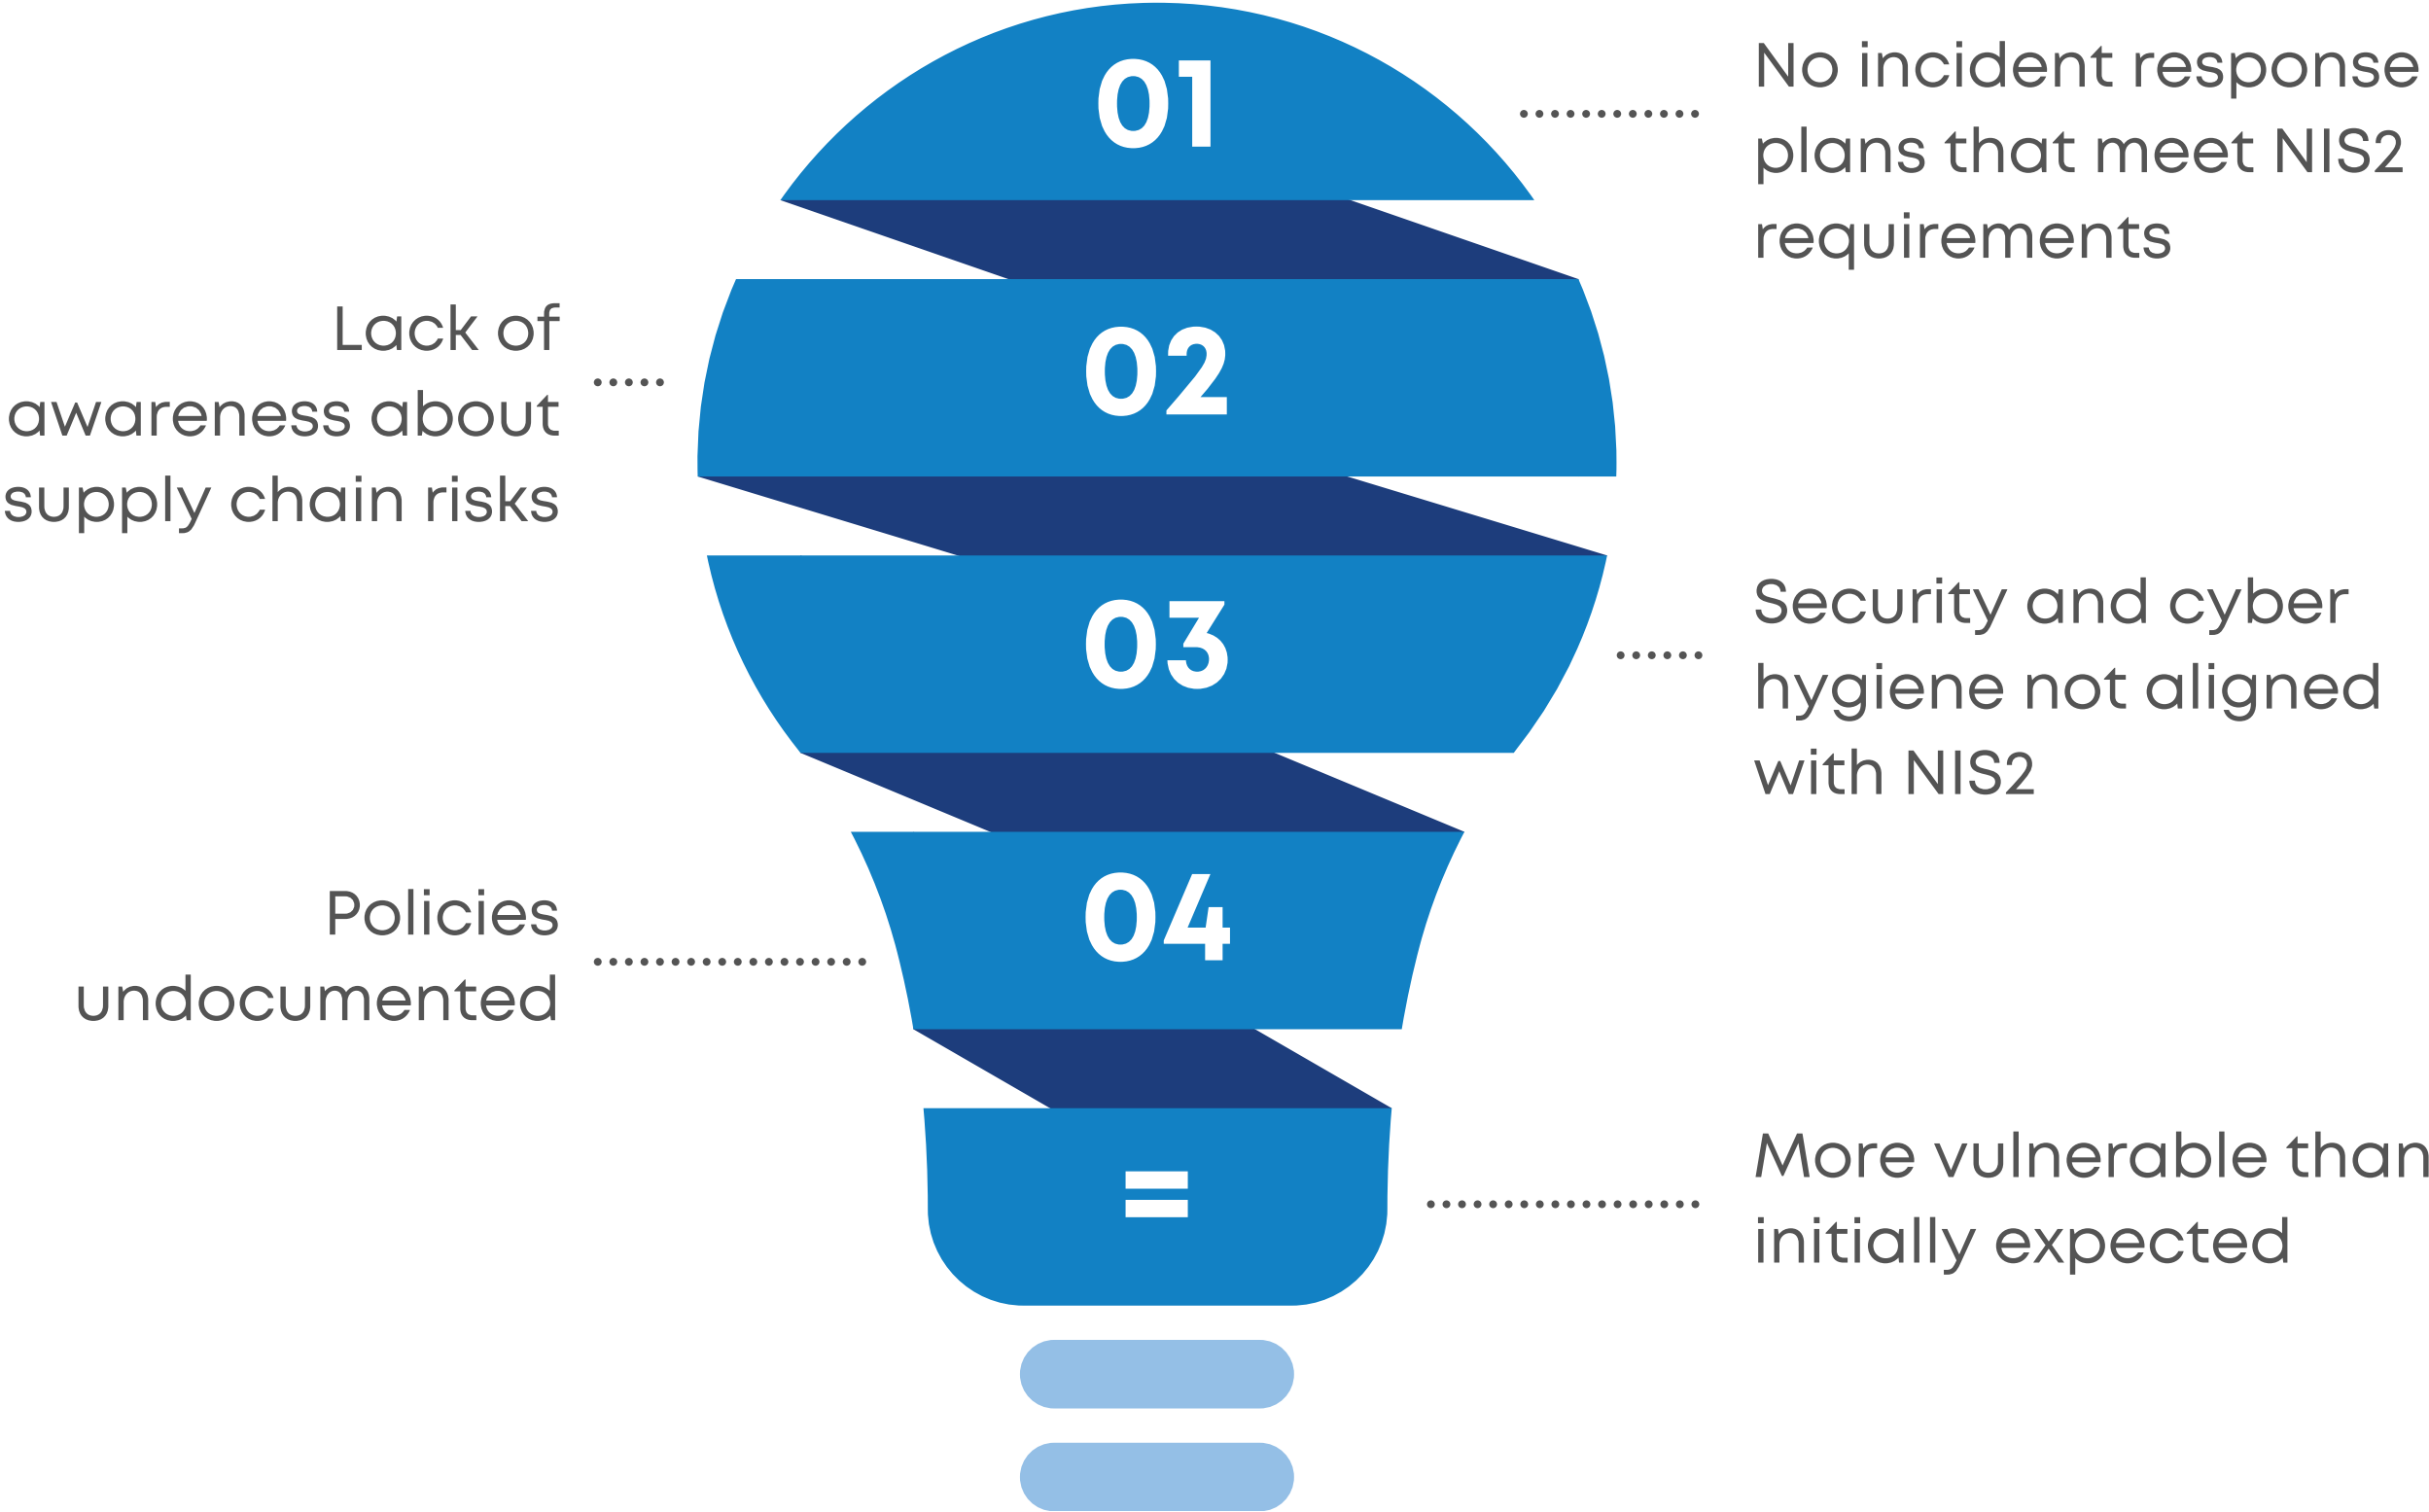 01
No incident response
plans that meet NIS2
requirements
Lack of
awareness about
supply chain risks
02
03
Security and cyber
hygiene not aligned
with NIS2
Policies
undocumented
04
=
More vulnerable than
initially expected